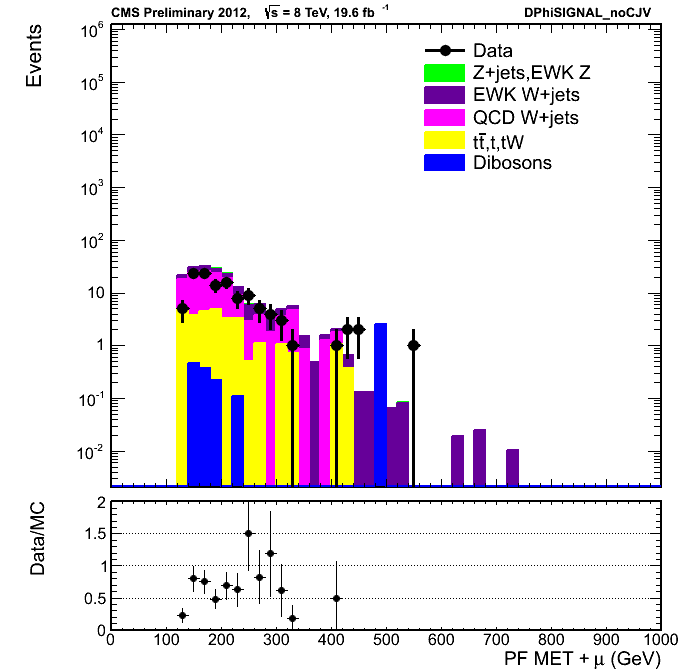 CMS Preliminary 2012, √s = 8 TeV, 19.6 fb⁻¹ DPhiSIGNAL_noCJV
Events
10⁶
10⁵
10⁴
10³
10²
10
1
10⁻¹
10⁻²
Data
Z+jets,EWK Z
EWK W+jets
QCD W+jets
tt̄,t,tW
Dibosons
Data/MC
2
1.5
1
0.5
0
0 100 200 300 400 500 600 700 800 900 1000
PF MET + μ (GeV)